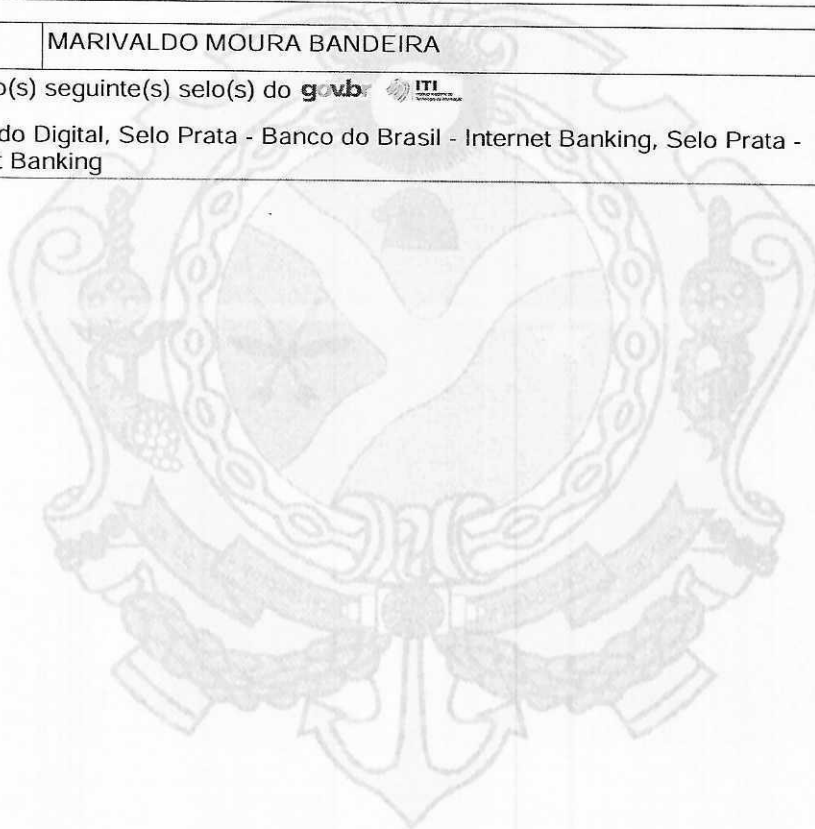 MARIVALDO MOURA BANDEIRA
o(s) seguinte(s) selo(s) do gov.br ITI
do Digital, Selo Prata - Banco do Brasil - Internet Banking, Selo Prata -
t Banking